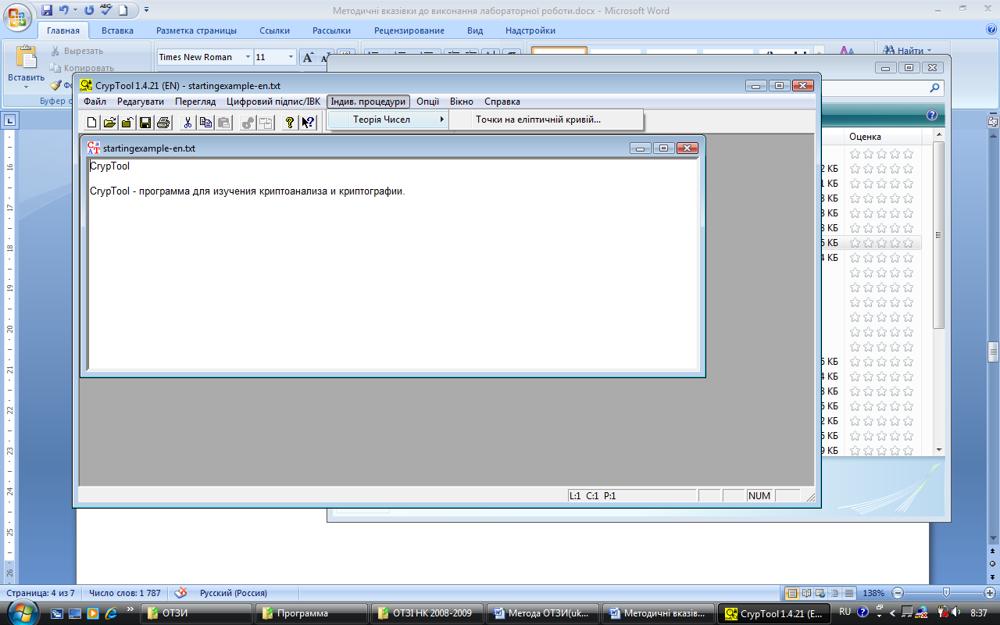 Методичні вказівки до виконання лабораторної роботи.docx - Microsoft Word
Главная Вставка Разметка страницы Ссылки Рассылки Рецензирование Вид Надстройки
Вставить
Вырезать
Копировать
Буфер
Times New Roman 11
Найти
CrypTool 1.4.21 (EN) - startingexample-en.txt
Файл Редагувати Перегляд Цифровий підпис/ІВК Індив. процедури Опції Вікно Справка
Теорія Чисел
Точки на еліптичній кривій...
startingexample-en.txt
CrypTool
CrypTool - программа для изучения криптоанализа и криптографии.
Оценка
2 КБ
1 КБ
3 КБ
3 КБ
3 КБ
5 КБ
4 КБ
5 КБ
4 КБ
3 КБ
5 КБ
2 КБ
5 КБ
9 КБ
16
17
18
19
20
21
22
23
24
25
26
L:1 C:1 P:1
NUM
Страница: 4 из 7 Число слов: 1 787 Русский (Россия) 138%
ОТЗИ Программа ОТЗІ НК 2008-2009 Метода ОТЗИ(uk... Методичні вказів... CrypTool 1.4.21 (E... RU 8:37